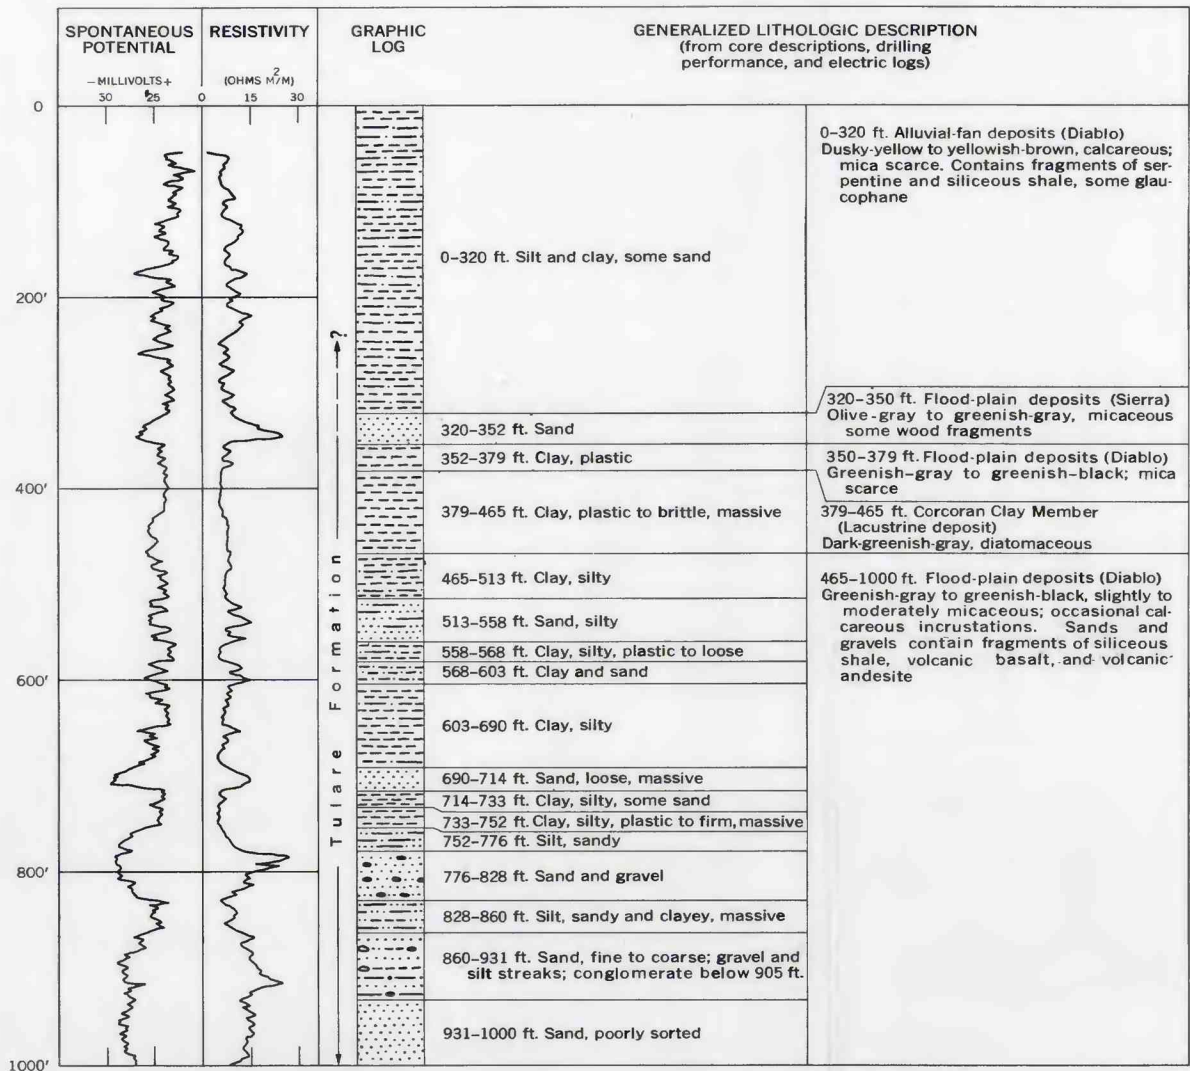 SPONTANEOUS
POTENTIAL
– MILLIVOLTS +
30 25
RESISTIVITY
(OHMS M²/M)
0 15 30
GRAPHIC
LOG
GENERALIZED LITHOLOGIC DESCRIPTION
(from core descriptions, drilling
performance, and electric logs)
0
200'
400'
600'
800'
1000'
?
Tulare Formation
0–320 ft. Silt and clay, some sand
320–352 ft. Sand
352–379 ft. Clay, plastic
379–465 ft. Clay, plastic to brittle, massive
465–513 ft. Clay, silty
513–558 ft. Sand, silty
558–568 ft. Clay, silty, plastic to loose
568–603 ft. Clay and sand
603–690 ft. Clay, silty
690–714 ft. Sand, loose, massive
714–733 ft. Clay, silty, some sand
733–752 ft. Clay, silty, plastic to firm, massive
752–776 ft. Silt, sandy
776–828 ft. Sand and gravel
828–860 ft. Silt, sandy and clayey, massive
860–931 ft. Sand, fine to coarse; gravel and
silt streaks; conglomerate below 905 ft.
931–1000 ft. Sand, poorly sorted
0–320 ft. Alluvial-fan deposits (Diablo)
Dusky-yellow to yellowish-brown, calcareous;
mica scarce. Contains fragments of ser-
pentine and siliceous shale, some glau-
cophane
320–350 ft. Flood-plain deposits (Sierra)
Olive-gray to greenish-gray, micaceous
some wood fragments
350–379 ft. Flood-plain deposits (Diablo)
Greenish-gray to greenish-black; mica
scarce
379–465 ft. Corcoran Clay Member
(Lacustrine deposit)
Dark-greenish-gray, diatomaceous
465–1000 ft. Flood-plain deposits (Diablo)
Greenish-gray to greenish-black, slightly to
moderately micaceous; occasional cal-
careous incrustations. Sands and
gravels contain fragments of siliceous
shale, volcanic basalt, and volcanic
andesite